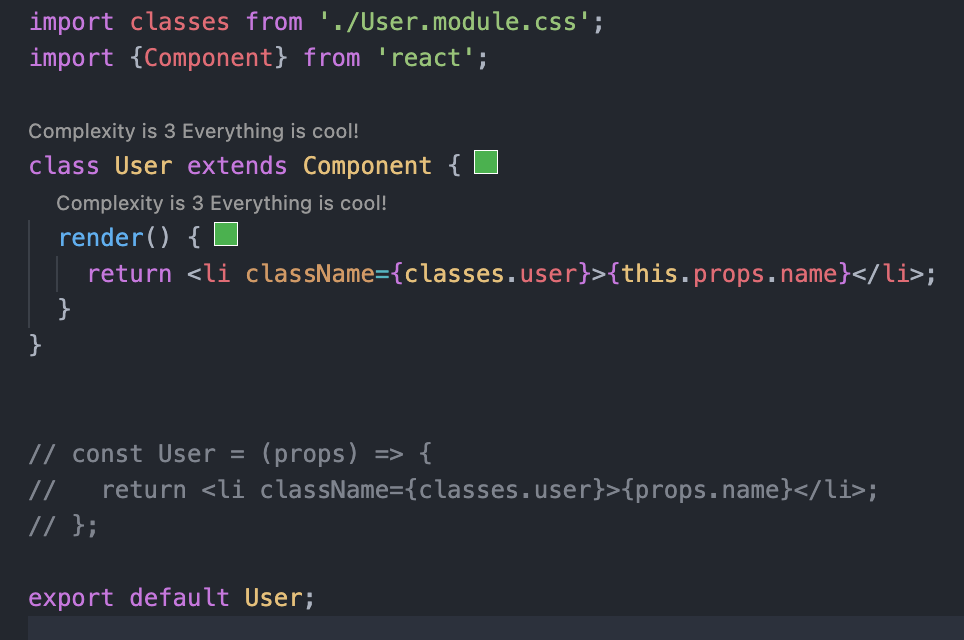 import classes from './User.module.css';
import {Component} from 'react';
Complexity is 3 Everything is cool!
class User extends Component {
Complexity is 3 Everything is cool!
render() {
return <li className={classes.user}>{this.props.name}</li>;
}
}
// const User = (props) => {
//   return <li className={classes.user}>{props.name}</li>;
// };
export default User;